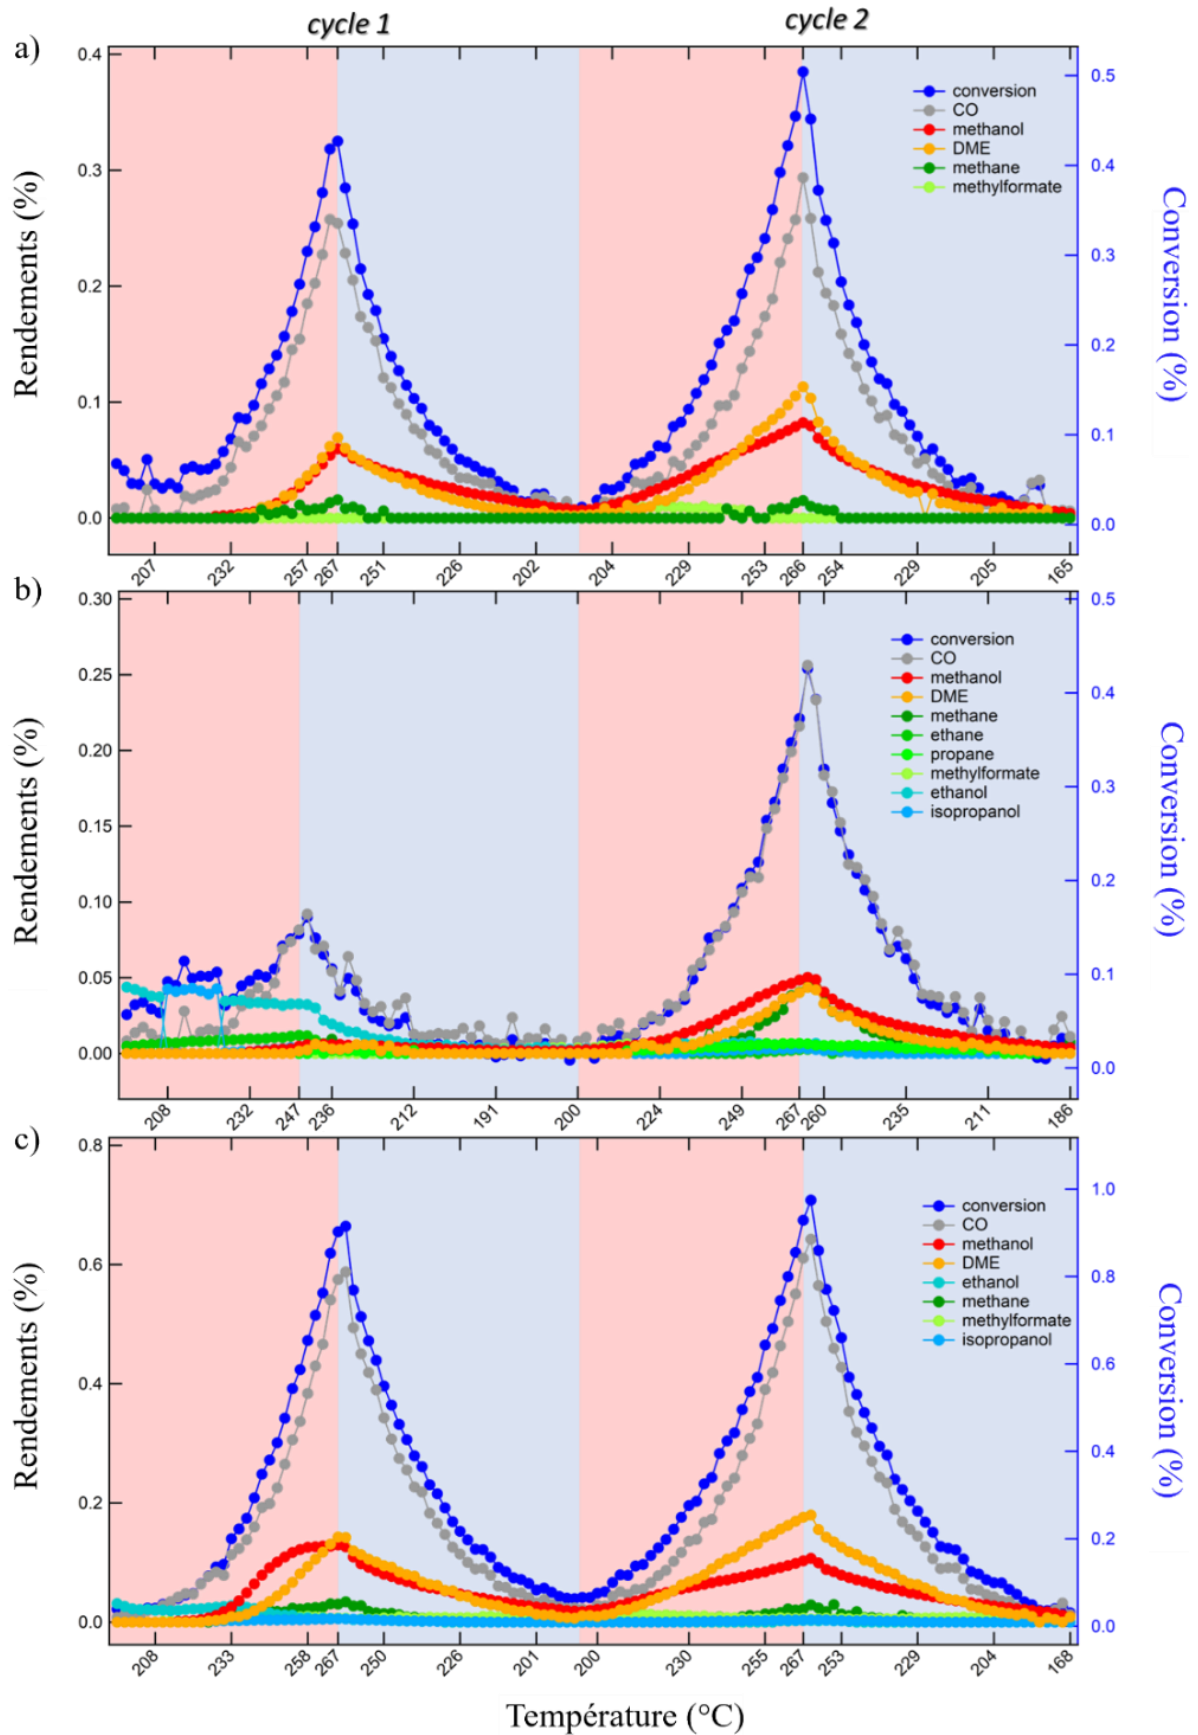 cycle 1
cycle 2
a)
0.4
0.3
0.2
0.1
0.0
Rendements (%)
conversion
CO
methanol
DME
methane
methylformate
0.5
0.4
0.3
0.2
0.1
0.0
Conversion (%)
207
232
257
267
251
226
202
204
229
253
266
254
229
205
165
b)
0.30
0.25
0.20
0.15
0.10
0.05
0.00
Rendements (%)
conversion
CO
methanol
DME
methane
ethane
propane
methylformate
ethanol
isopropanol
0.5
0.4
0.3
0.2
0.1
0.0
Conversion (%)
208
232
247
236
212
191
200
224
249
267
260
235
211
186
c)
0.8
0.6
0.4
0.2
0.0
Rendements (%)
conversion
CO
methanol
DME
ethanol
methane
methylformate
isopropanol
1.0
0.8
0.6
0.4
0.2
0.0
Conversion (%)
208
233
258
267
250
226
201
200
230
255
267
253
229
204
168
Température (°C)